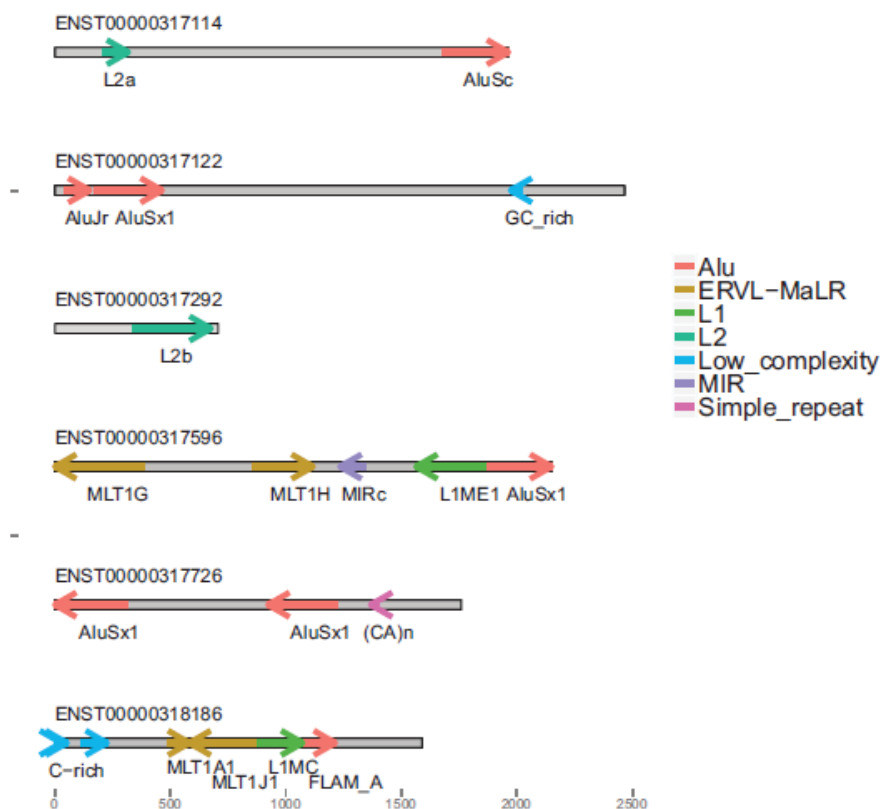 ENST00000317114
L2a AluSc
ENST00000317122
AluJr AluSx1 GC_rich
ENST00000317292
L2b
ENST00000317596
MLT1G MLT1H MIRc L1ME1 AluSx1
ENST00000317726
AluSx1 AluSx1 (CA)n
ENST00000318186
C-rich MLT1A1 L1MC
MLT1J1 FLAM_A
0 500 1000 1500 2000 2500
Alu
ERVL-MaLR
L1
L2
Low_complexity
MIR
Simple_repeat